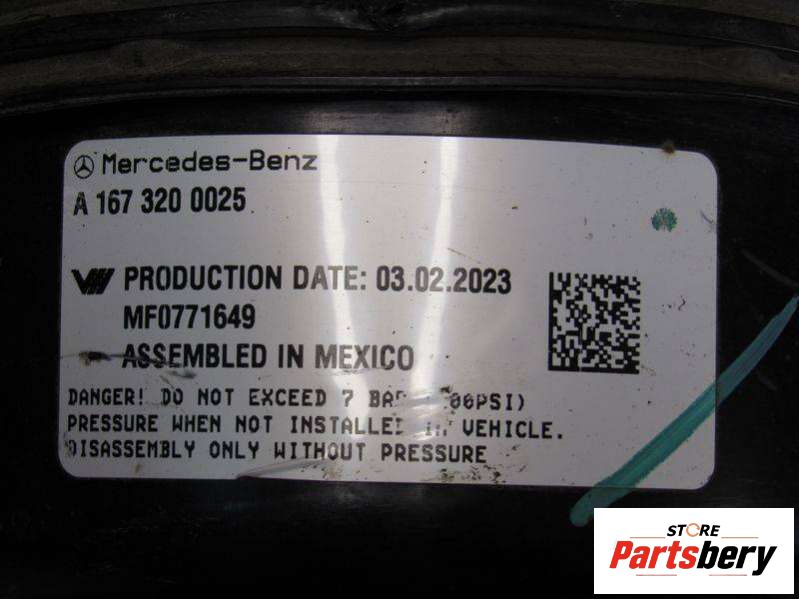 Mercedes-Benz
A 167 320 0025
PRODUCTION DATE: 03.02.2023
MF0771649
ASSEMBLED IN MEXICO
DANGER! DO NOT EXCEED 7
PRESSURE WHEN NOT INSTALLED VEHICLE.
DISASSEMBLY ONLY WITHOUT PRESSURE
STORE
Partsbery